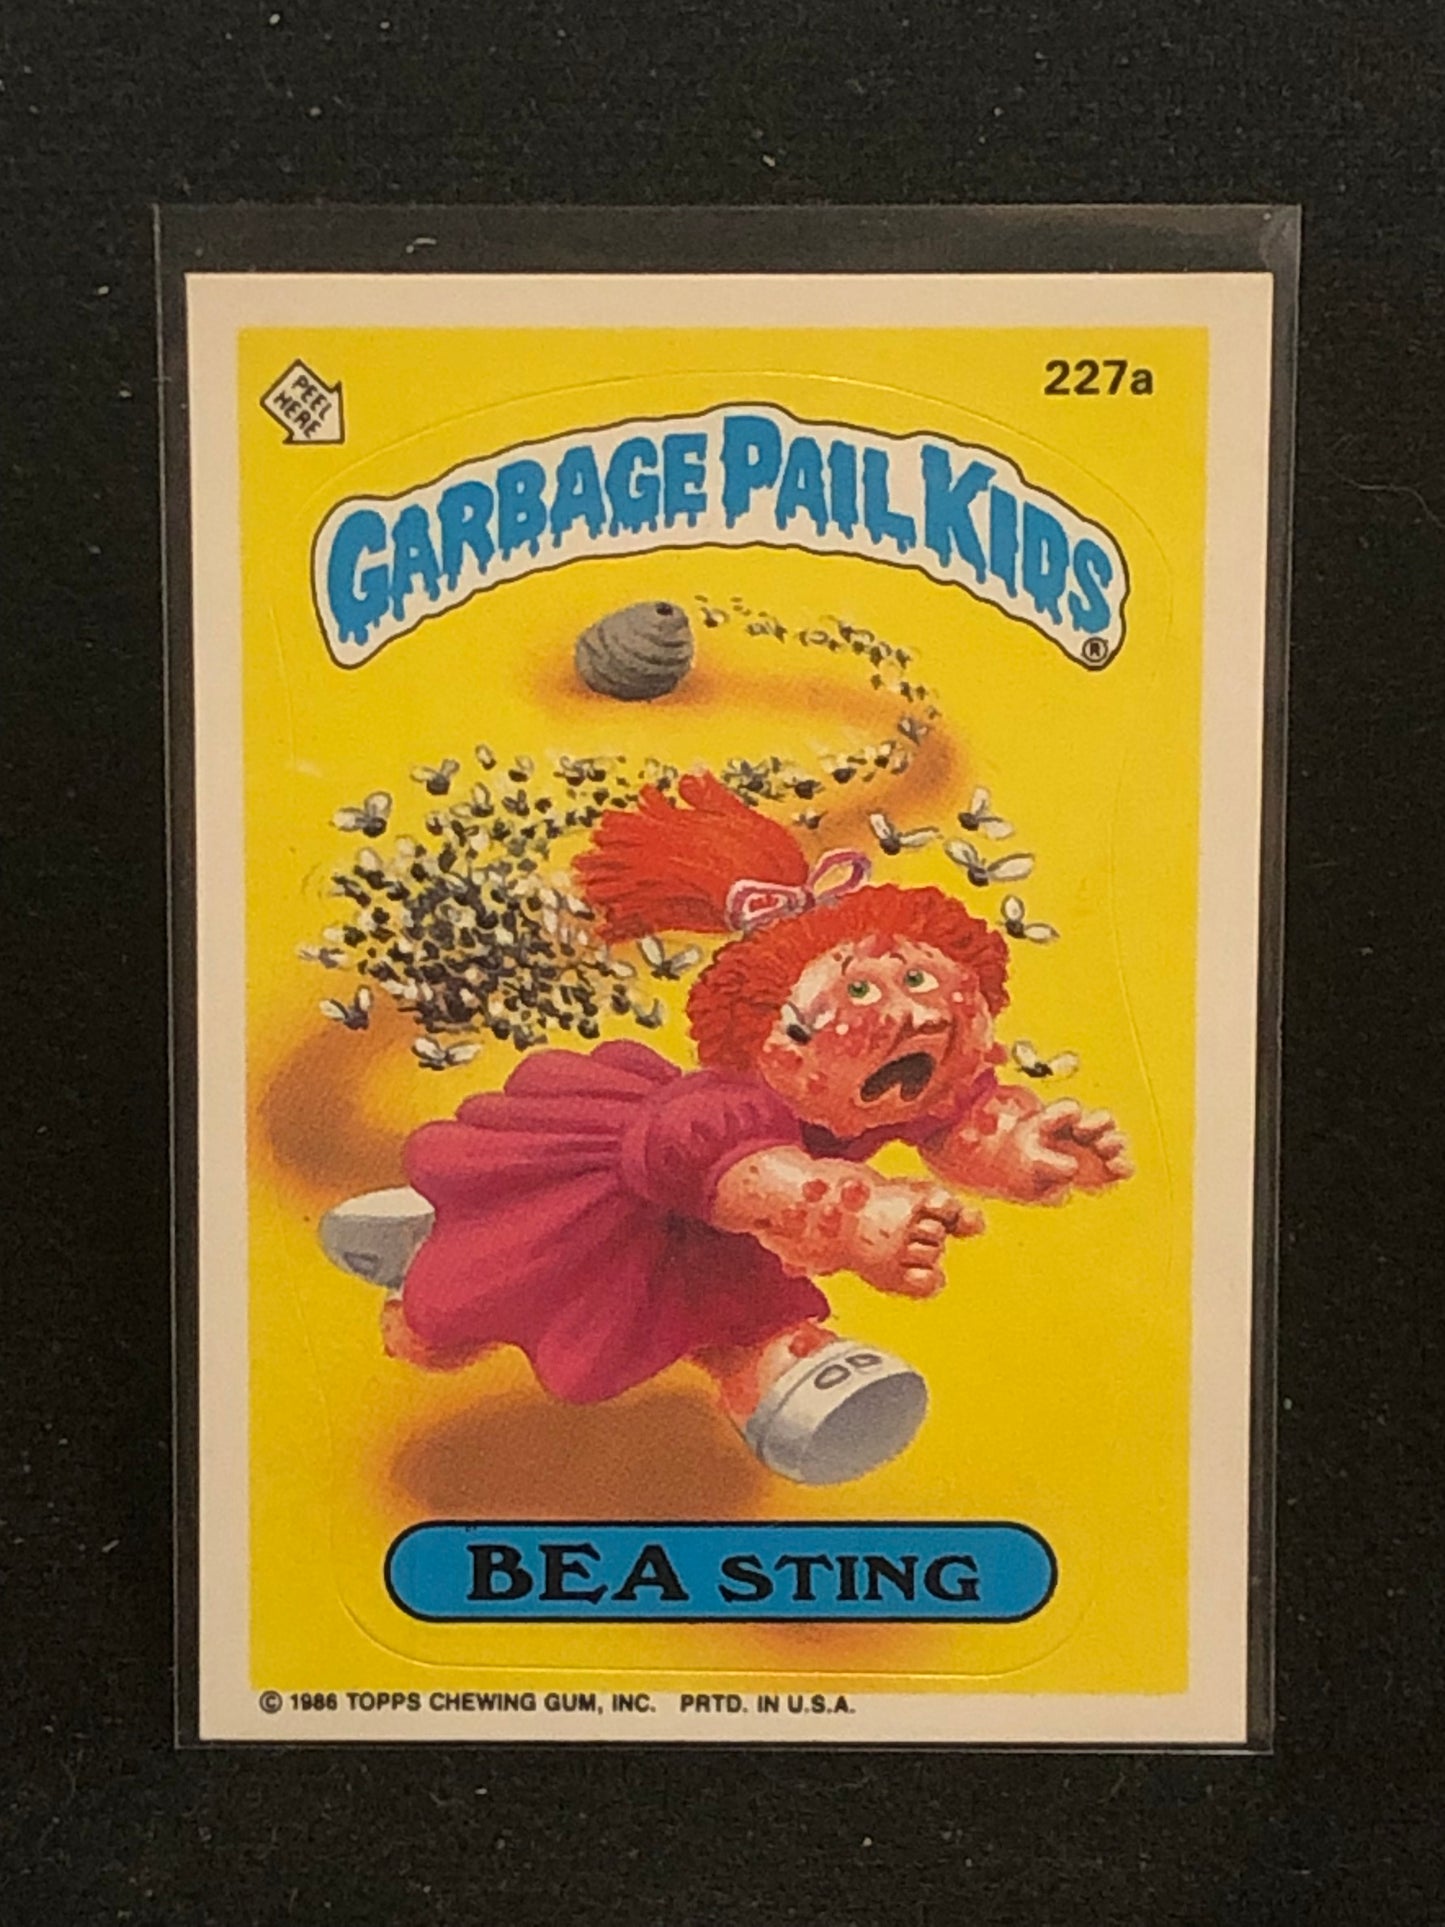 227a
PEEL
HERE
GARBAGE PAIL KIDS
®
BEA STING
© 1986 TOPPS CHEWING GUM, INC. PRTD. IN U.S.A.